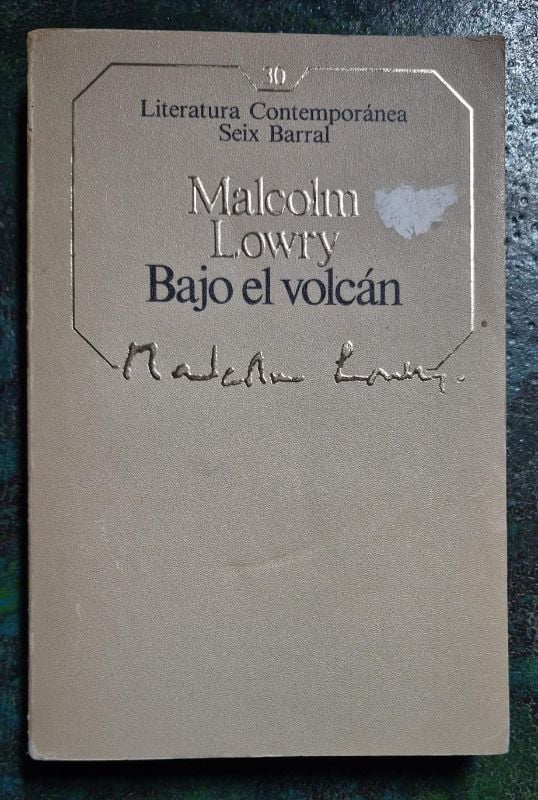 30
Literatura Contemporánea
Seix Barral
Malcolm
Lowry
Bajo el volcán
Malcolm Lowry.